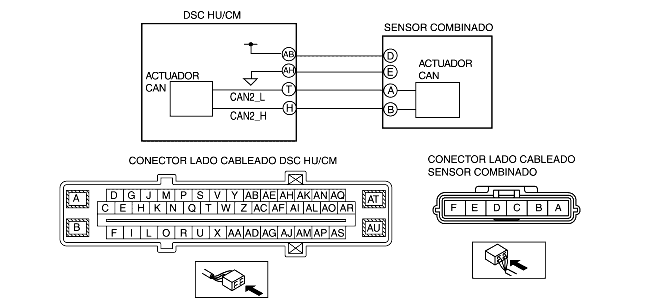 DSC HU/CM
SENSOR COMBINADO
AB D
AH E
ACTUADOR CAN
ACTUADOR CAN
T A
CAN2_L
H B
CAN2_H
CONECTOR LADO CABLEADO DSC HU/CM
A D G J M P S V Y AB AE AH AK AN AQ AT
C E H K N Q T W Z AC AF AI AL AO AR
B F I L O R U X AA AD AG AJ AM AP AS AU
CONECTOR LADO CABLEADO
SENSOR COMBINADO
F E D C B A